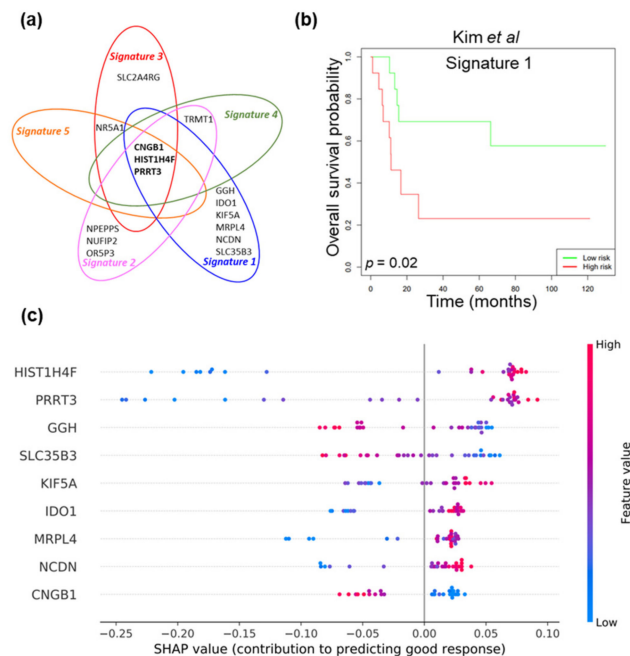 (a)
Signature 3
SLC2A4RG
Signature 5
NR5A1
TRMT1
Signature 4
CNGB1
HIST1H4F
PRRT3
GGH
IDO1
KIF5A
MRPL4
NCDN
SLC35B3
NPEPPS
NUFIP2
OR5P3
Signature 2
Signature 1
(b)
Kim et al
Signature 1
Overall survival probability
1.0
0.8
0.6
0.4
0.2
0.0
p = 0.02
Low risk
High risk
0 20 40 60 80 100 120
Time (months)
(c)
High
HIST1H4F
PRRT3
GGH
SLC35B3
KIF5A
IDO1
MRPL4
NCDN
CNGB1
Feature value
Low
−0.25 −0.20 −0.15 −0.10 −0.05 0.00 0.05 0.10
SHAP value (contribution to predicting good response)